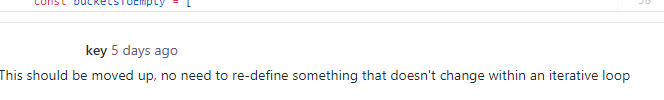 const bucketsToEmpty = [
key 5 days ago
This should be moved up, no need to re-define something that doesn't change within an iterative loop